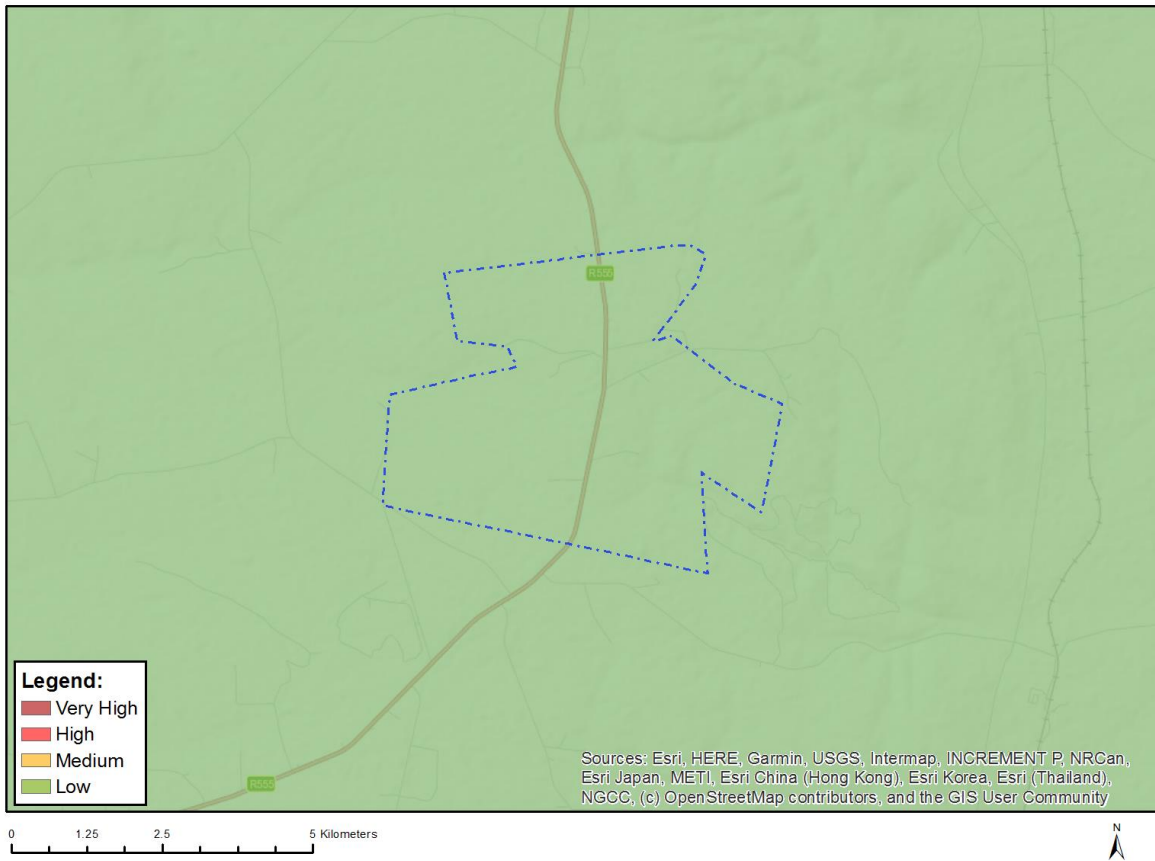 R555
R555
Legend:
Very High
High
Medium
Low
Sources: Esri, HERE, Garmin, USGS, Intermap, INCREMENT P, NRCan,
Esri Japan, METI, Esri China (Hong Kong), Esri Korea, Esri (Thailand),
NGCC, (c) OpenStreetMap contributors, and the GIS User Community
0 1.25 2.5 5 Kilometers
N